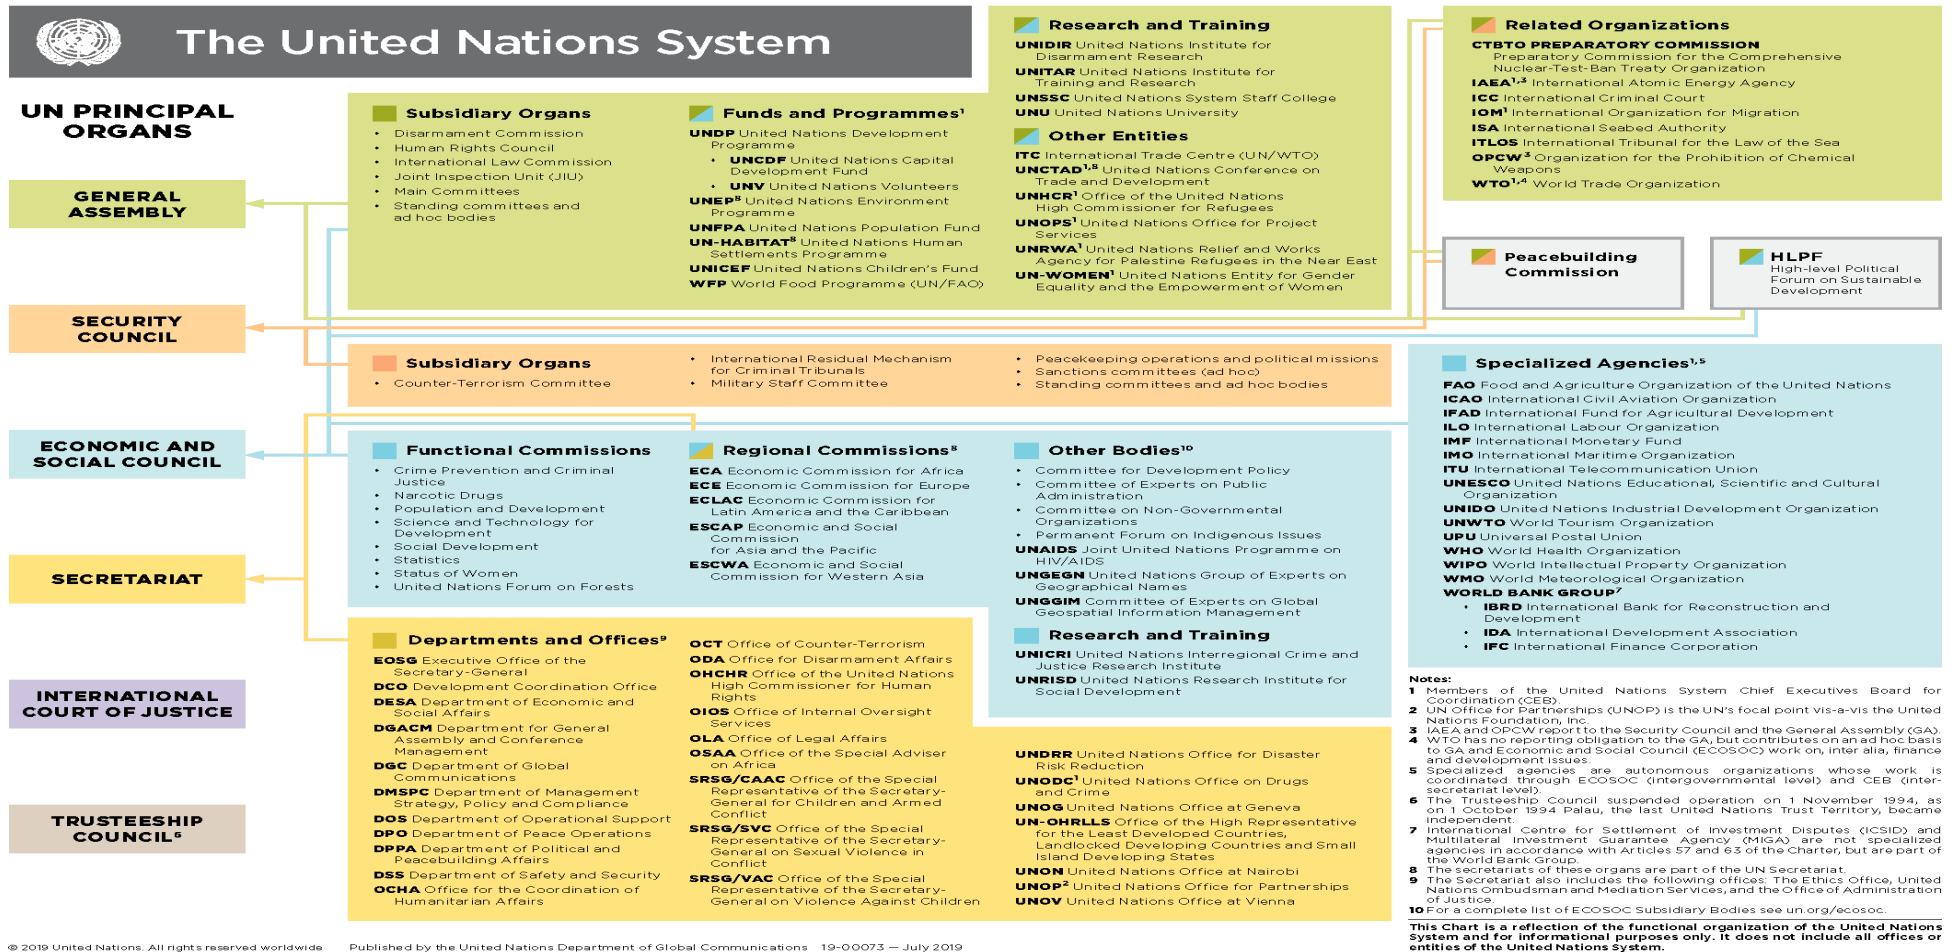 The United Nations System
UN PRINCIPAL
ORGANS
GENERAL
ASSEMBLY
SECURITY
COUNCIL
ECONOMIC AND
SOCIAL COUNCIL
SECRETARIAT
INTERNATIONAL
COURT OF JUSTICE
TRUSTEESHIP
COUNCIL⁶
Subsidiary Organs
• Disarmament Commission
• Human Rights Council
• International Law Commission
• Joint Inspection Unit (JIU)
• Main Committees
• Standing committees and
ad hoc bodies
Funds and Programmes¹
UNDP United Nations Development
Programme
• UNCDF United Nations Capital
Development Fund
• UNV United Nations Volunteers
UNEP⁸ United Nations Environment
Programme
UNFPA United Nations Population Fund
UN-HABITAT⁸ United Nations Human
Settlements Programme
UNICEF United Nations Children's Fund
WFP World Food Programme (UN/FAO)
Research and Training
UNIDIR United Nations Institute for
Disarmament Research
UNITAR United Nations Institute for
Training and Research
UNSSC United Nations System Staff College
UNU United Nations University
Other Entities
ITC International Trade Centre (UN/WTO)
UNCTAD¹,⁸ United Nations Conference on
Trade and Development
UNHCR¹ Office of the United Nations
High Commissioner for Refugees
UNOPS¹ United Nations Office for Project
Services
UNRWA¹ United Nations Relief and Works
Agency for Palestine Refugees in the Near East
UN-WOMEN¹ United Nations Entity for Gender
Equality and the Empowerment of Women
Related Organizations
CTBTO PREPARATORY COMMISSION
Preparatory Commission for the Comprehensive
Nuclear-Test-Ban Treaty Organization
IAEA¹,³ International Atomic Energy Agency
ICC International Criminal Court
IOM¹ International Organization for Migration
ISA International Seabed Authority
ITLOS International Tribunal for the Law of the Sea
OPCW³ Organization for the Prohibition of Chemical
Weapons
WTO¹,⁴ World Trade Organization
Peacebuilding
Commission
HLPF
High-level Political
Forum on Sustainable
Development
Subsidiary Organs
• Counter-Terrorism Committee
• International Residual Mechanism
for Criminal Tribunals
• Military Staff Committee
• Peacekeeping operations and political missions
• Sanctions committees (ad hoc)
• Standing committees and ad hoc bodies
Functional Commissions
• Crime Prevention and Criminal
Justice
• Narcotic Drugs
• Population and Development
• Science and Technology for
Development
• Social Development
• Statistics
• Status of Women
• United Nations Forum on Forests
Regional Commissions⁸
ECA Economic Commission for Africa
ECE Economic Commission for Europe
ECLAC Economic Commission for
Latin America and the Caribbean
ESCAP Economic and Social
Commission
for Asia and the Pacific
ESCWA Economic and Social
Commission for Western Asia
Other Bodies¹⁰
• Committee for Development Policy
• Committee of Experts on Public
Administration
• Committee on Non-Governmental
Organizations
• Permanent Forum on Indigenous Issues
UNAIDS Joint United Nations Programme on
HIV/AIDS
UNGEGN United Nations Group of Experts on
Geographical Names
UNGGIM Committee of Experts on Global
Geospatial Information Management
Research and Training
UNICRI United Nations Interregional Crime and
Justice Research Institute
UNRISD United Nations Research Institute for
Social Development
Specialized Agencies¹,⁵
FAO Food and Agriculture Organization of the United Nations
ICAO International Civil Aviation Organization
IFAD International Fund for Agricultural Development
ILO International Labour Organization
IMF International Monetary Fund
IMO International Maritime Organization
ITU International Telecommunication Union
UNESCO United Nations Educational, Scientific and Cultural
Organization
UNIDO United Nations Industrial Development Organization
UNWTO World Tourism Organization
UPU Universal Postal Union
WHO World Health Organization
WIPO World Intellectual Property Organization
WMO World Meteorological Organization
WORLD BANK GROUP⁷
• IBRD International Bank for Reconstruction and
Development
• IDA International Development Association
• IFC International Finance Corporation
Departments and Offices⁹
EOSG Executive Office of the
Secretary-General
DCO Development Coordination Office
DESA Department of Economic and
Social Affairs
DGACM Department for General
Assembly and Conference
Management
DGC Department of Global
Communications
DMSPC Department of Management
Strategy, Policy and Compliance
DOS Department of Operational Support
DPO Department of Peace Operations
DPPA Department of Political and
Peacebuilding Affairs
DSS Department of Safety and Security
OCHA Office for the Coordination of
Humanitarian Affairs
OCT Office of Counter-Terrorism
ODA Office for Disarmament Affairs
OHCHR Office of the United Nations
High Commissioner for Human
Rights
OIOS Office of Internal Oversight
Services
OLA Office of Legal Affairs
OSAA Office of the Special Adviser
on Africa
SRSG/CAAC Office of the Special
Representative of the Secretary-
General for Children and Armed
Conflict
SRSG/SVC Office of the Special
Representative of the Secretary-
General on Sexual Violence in
Conflict
SRSG/VAC Office of the Special
Representative of the Secretary-
General on Violence Against Children
UNDRR United Nations Office for Disaster
Risk Reduction
UNODC¹ United Nations Office on Drugs
and Crime
UNOG United Nations Office at Geneva
UN-OHRLLS Office of the High Representative
for the Least Developed Countries,
Landlocked Developing Countries and Small
Island Developing States
UNON United Nations Office at Nairobi
UNOP² United Nations Office for Partnerships
UNOV United Nations Office at Vienna
Notes:
1 Members of the United Nations System Chief Executives Board for
Coordination (CEB).
2 UN Office for Partnerships (UNOP) is the UN's focal point vis-a-vis the United
Nations Foundation, Inc.
3 IAEA and OPCW report to the Security Council and the General Assembly (GA).
4 WTO has no reporting obligation to the GA, but contributes on an ad hoc basis
to GA and Economic and Social Council (ECOSOC) work on, inter alia, finance
and development issues.
5 Specialized agencies are autonomous organizations whose work is
coordinated through ECOSOC (intergovernmental level) and CEB (inter-
secretariat level).
6 The Trusteeship Council suspended operation on 1 November 1994, as
on 1 October 1994 Palau, the last United Nations Trust Territory, became
independent.
7 International Centre for Settlement of Investment Disputes (ICSID) and
Multilateral Investment Guarantee Agency (MIGA) are not specialized
agencies in accordance with Articles 57 and 63 of the Charter, but are part of
the World Bank Group.
8 The secretariats of these organs are part of the UN Secretariat.
9 The Secretariat also includes the following offices: The Ethics Office, United
Nations Ombudsman and Mediation Services, and the Office of Administration
of Justice.
10 For a complete list of ECOSOC Subsidiary Bodies see un.org/ecosoc.
This Chart is a reflection of the functional organization of the United Nations
System and for informational purposes only. It does not include all offices or
entities of the United Nations System.
© 2019 United Nations. All rights reserved worldwide
Published by the United Nations Department of Global Communications 19-00073 — July 2019